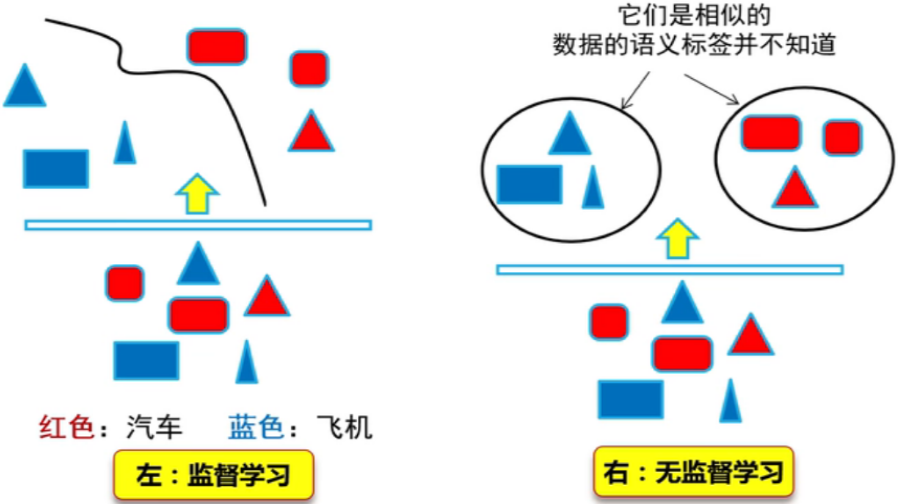 它们是相似的
数据的语义标签并不知道
红色：汽车 蓝色：飞机
左：监督学习
右：无监督学习